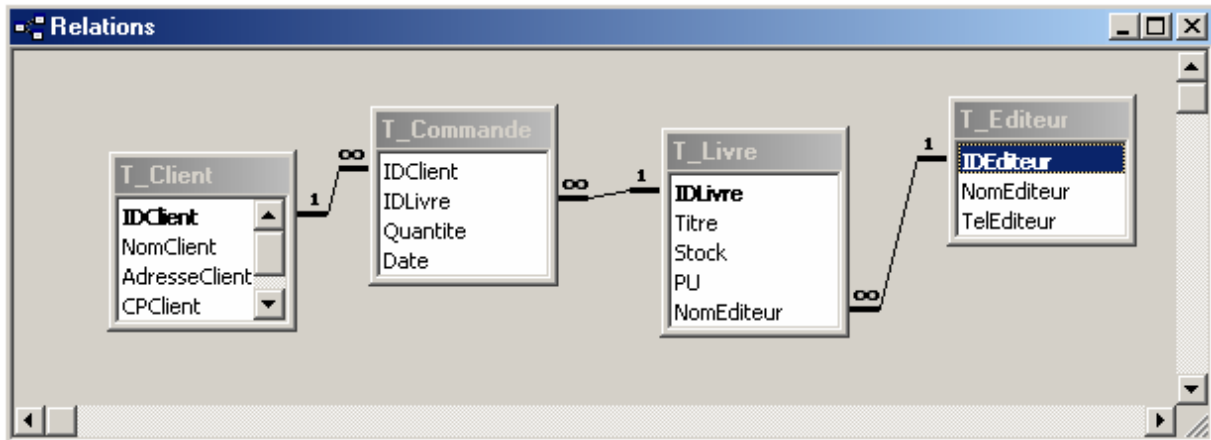 Relations
T_Client
IDClient
NomClient
AdresseClient
CPClient
1
∞
T_Commande
IDClient
IDLivre
Quantite
Date
∞
1
T_Livre
IDLivre
Titre
Stock
PU
NomEditeur
∞
1
T_Editeur
IDEditeur
NomEditeur
TelEditeur